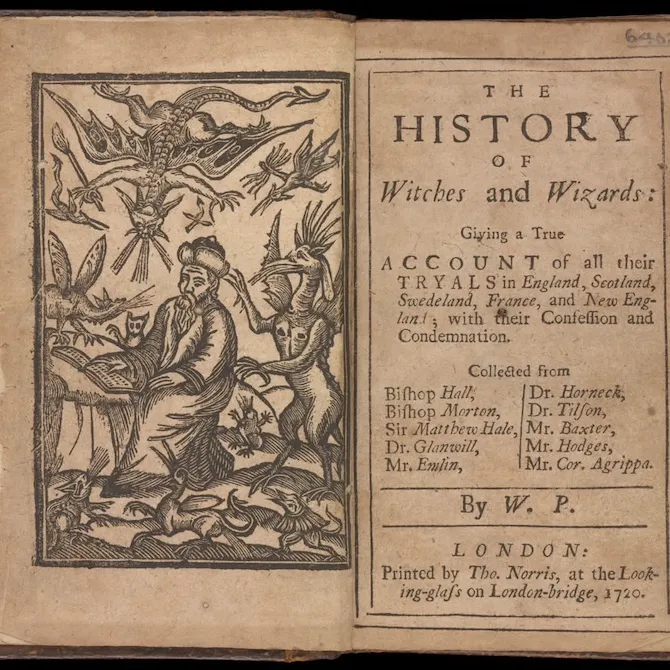 THE
HISTORY
OF
Witches and Wizards:
Giving a True
ACCOUNT of all their
TRYALS in England, Scotland,
Swedeland, France, and New Eng-
land; with their Confeſſion and
Condemnation.
Collected from
Biſhop Hall,
Biſhop Morton,
Sir Matthew Hale,
Dr. Glanwill,
Mr. Emlin,
Dr. Horneck,
Dr. Tilſon,
Mr. Baxter,
Mr. Hodges,
Mr. Cor. Agrippa.
By W. P.
LONDON:
Printed by Tho. Norris, at the Look-
ing-glaſs on London-bridge, 1720.